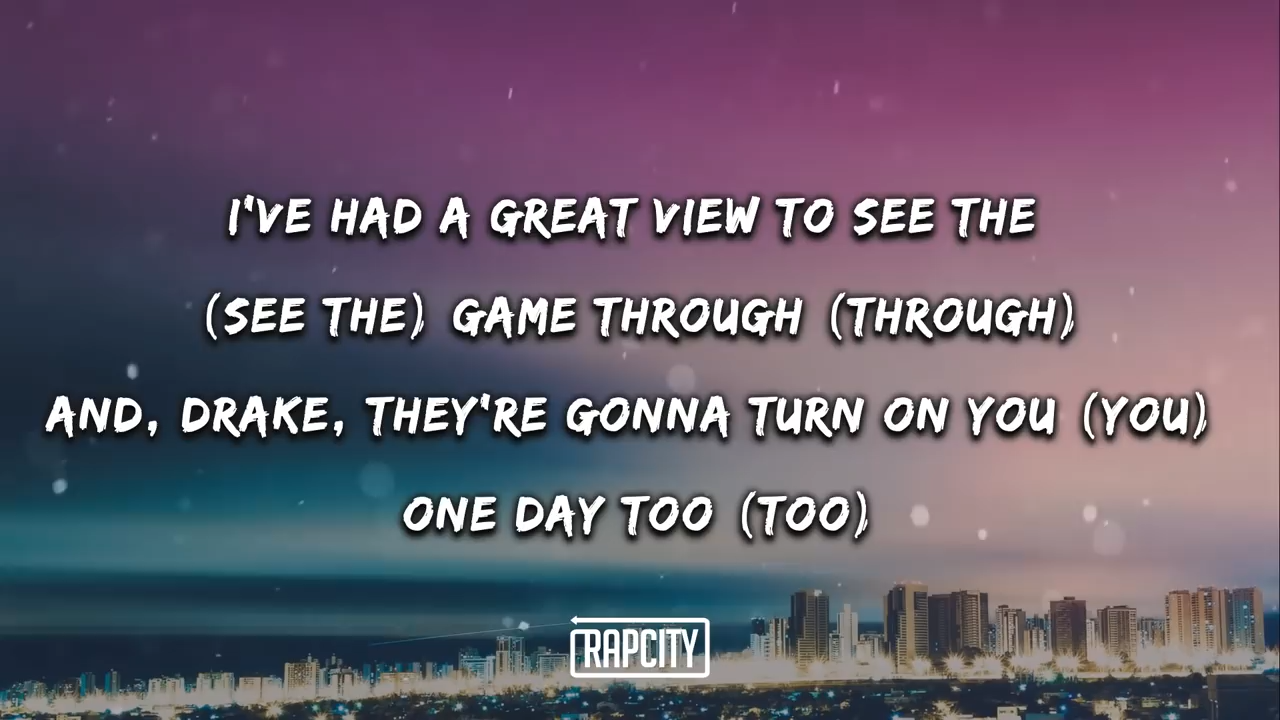 I'VE HAD A GREAT VIEW TO SEE THE
(SEE THE) GAME THROUGH (THROUGH)
AND, DRAKE, THEY'RE GONNA TURN ON YOU (YOU)
ONE DAY TOO (TOO)
RAPCITY